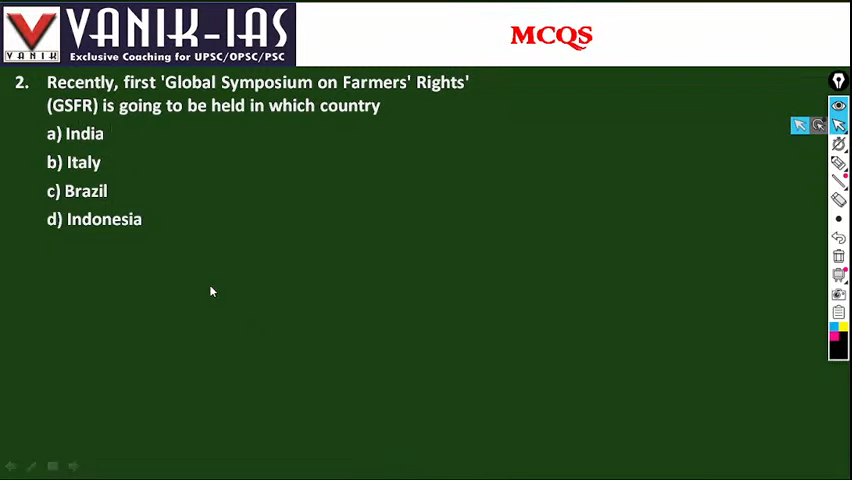 VANIK-IAS
VANIK
Exclusive Coaching for UPSC/OPSC/PSC
MCQS
2. Recently, first 'Global Symposium on Farmers' Rights'
(GSFR) is going to be held in which country
a) India
b) Italy
c) Brazil
d) Indonesia